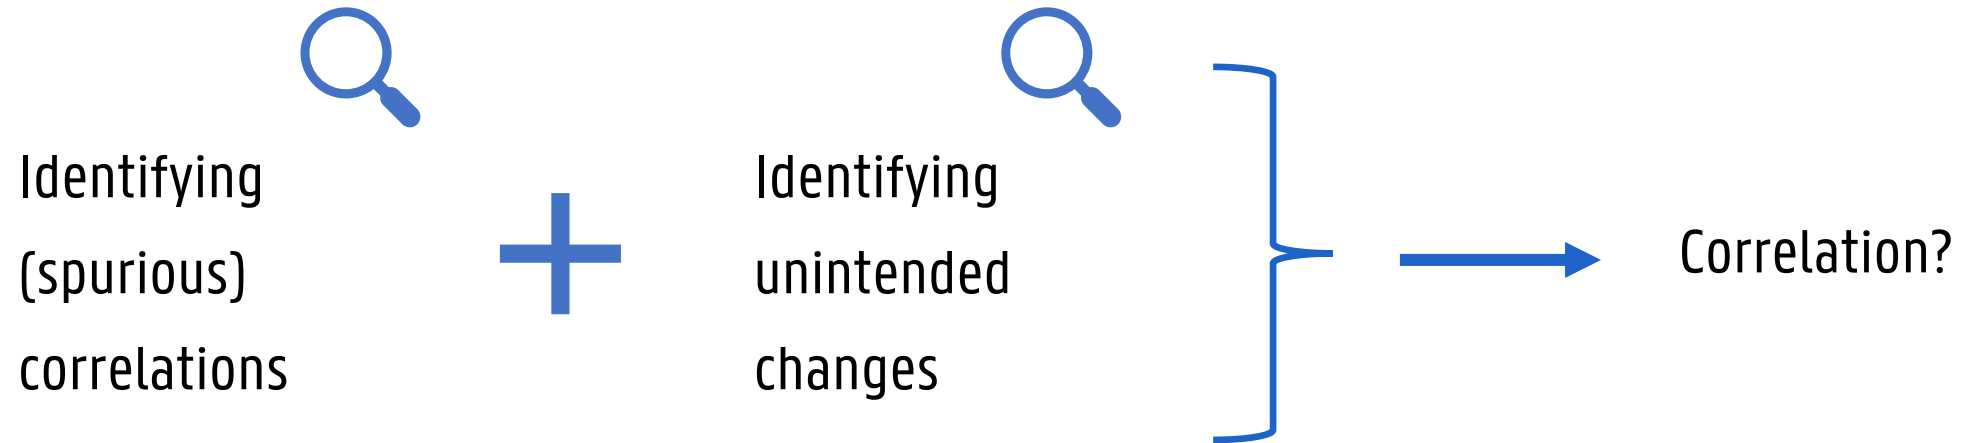 Identifying
(spurious)
correlations
Identifying
unintended
changes
Correlation?